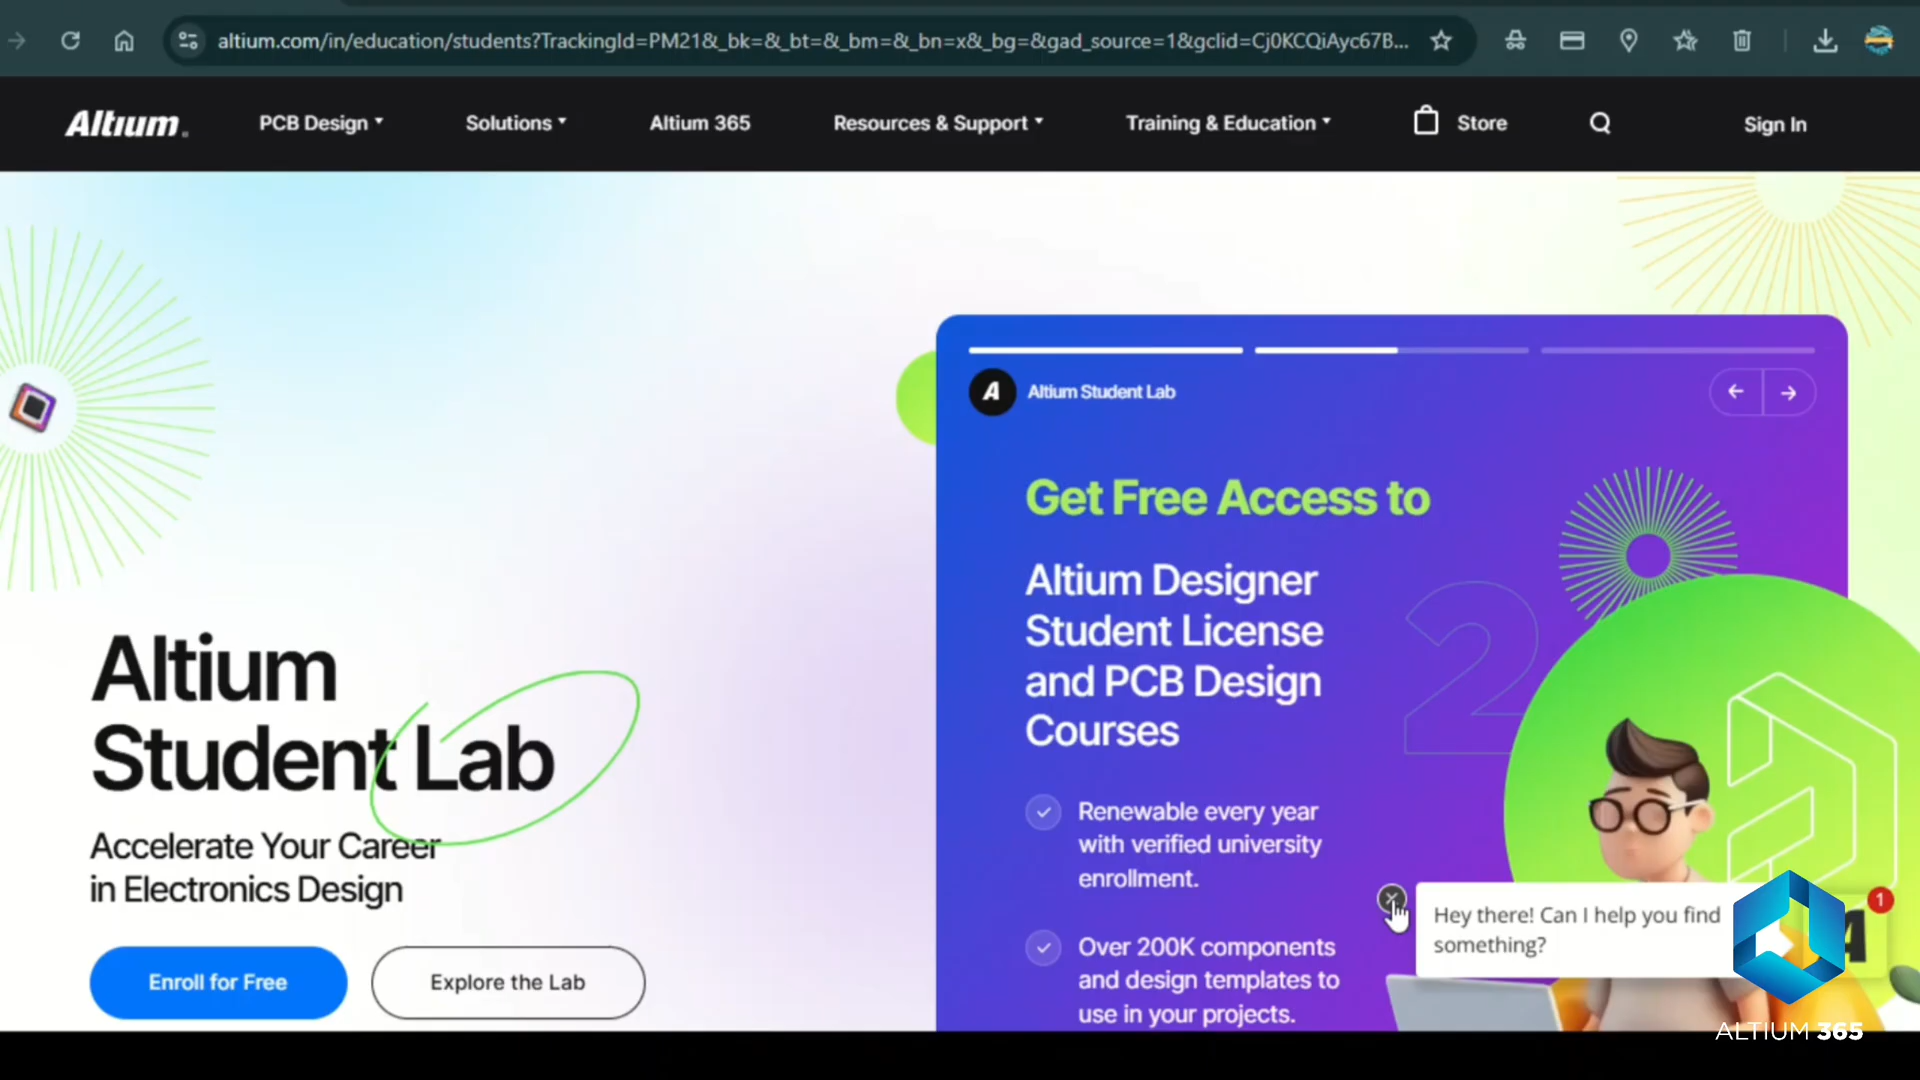 altium.com/in/education/students?TrackingId=PM21&_bk=&_bt=&_bm=&_bn=x&_bg=&gad_source=1&gclid=Cj0KCQiAyc67B...
Altium
PCB Design
Solutions
Altium 365
Resources & Support
Training & Education
Store
Sign In
Altium
Student Lab
Accelerate Your Career
in Electronics Design
Enroll for Free
Explore the Lab
A
Altium Student Lab
Get Free Access to
Altium Designer
Student License
and PCB Design
Courses
2
Renewable every year
with verified university
enrollment.
Over 200K components
and design templates to
use in your projects.
Hey there! Can I help you find
something?
1
ALTIUM 365